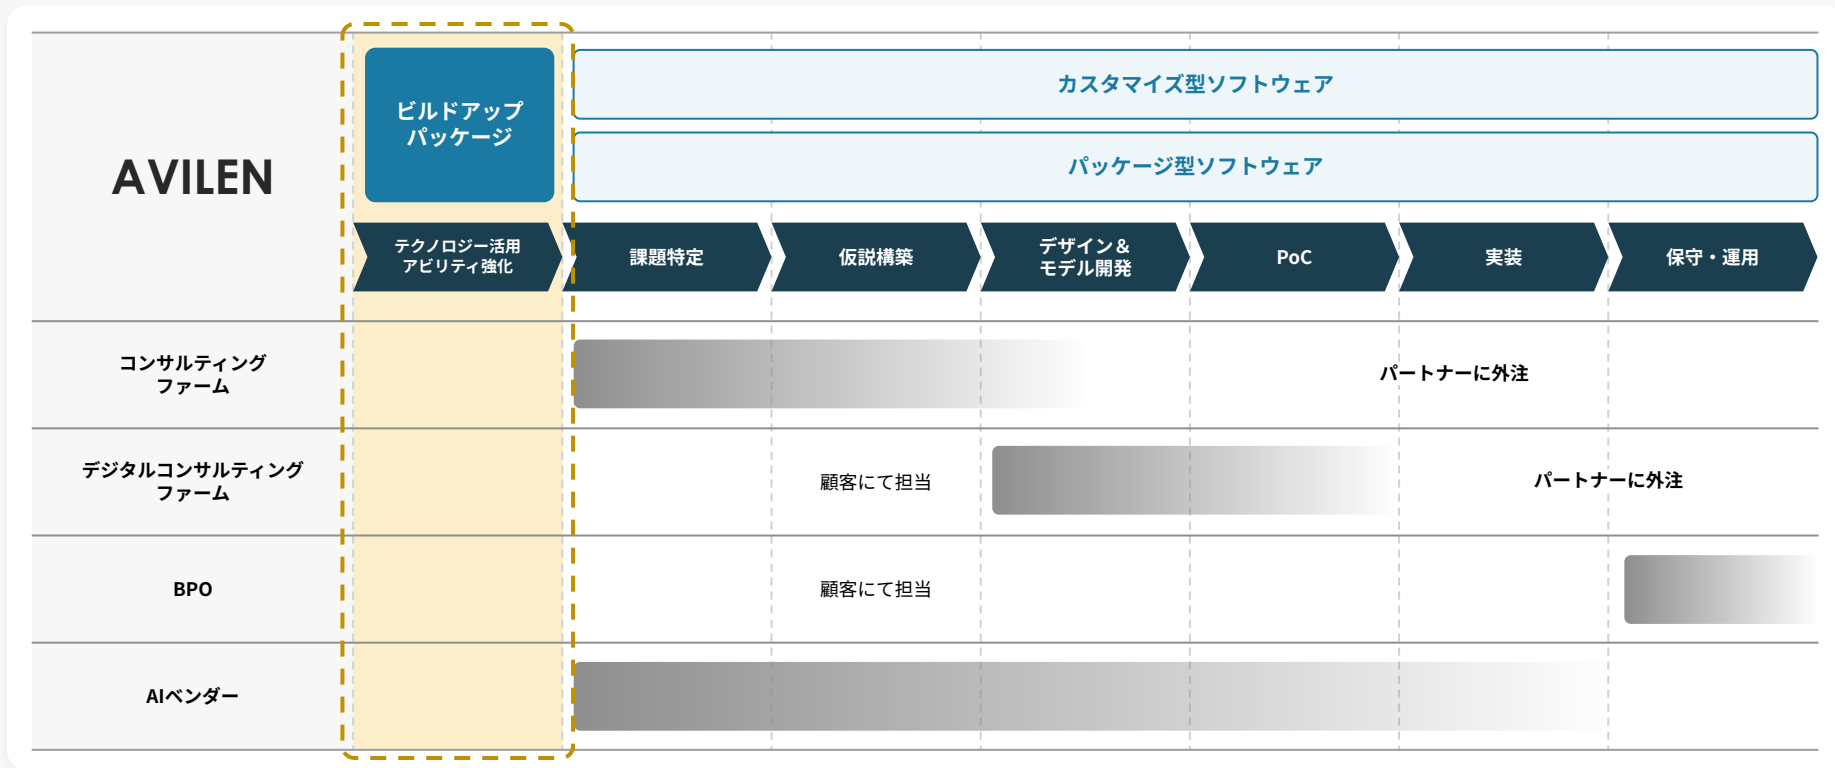 AVILEN
ビルドアップ
パッケージ
カスタマイズ型ソフトウェア
パッケージ型ソフトウェア
テクノロジー活用
アビリティ強化
課題特定
仮説構築
デザイン＆
モデル開発
PoC
実装
保守・運用
コンサルティング
ファーム
パートナーに外注
デジタルコンサルティング
ファーム
顧客にて担当
パートナーに外注
BPO
顧客にて担当
AIベンダー